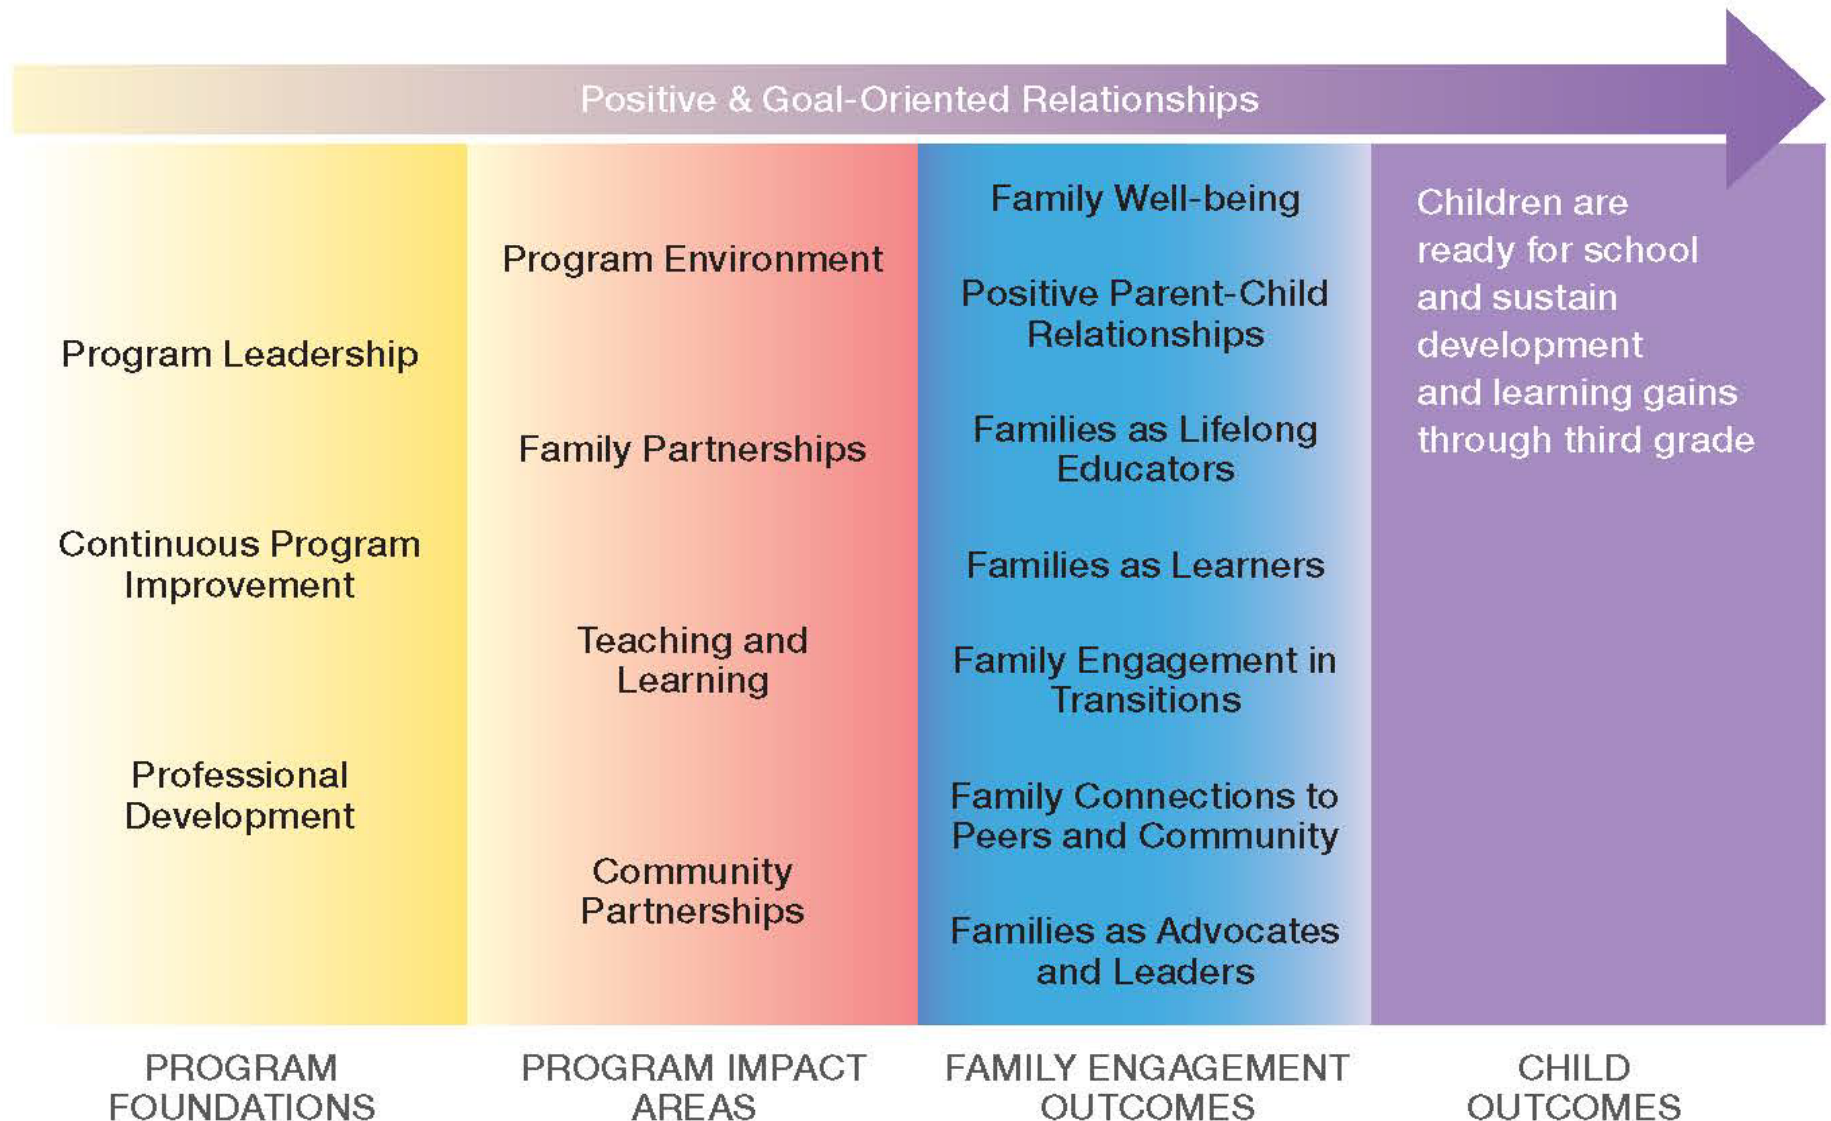 Positive & Goal-Oriented Relationships
Program Leadership
Continuous Program
Improvement
Professional
Development
PROGRAM
FOUNDATIONS
Program Environment
Family Partnerships
Teaching and
Learning
Community
Partnerships
PROGRAM IMPACT
AREAS
Family Well-being
Positive Parent-Child
Relationships
Families as Lifelong
Educators
Families as Learners
Family Engagement in
Transitions
Family Connections to
Peers and Community
Families as Advocates
and Leaders
FAMILY ENGAGEMENT
OUTCOMES
Children are
ready for school
and sustain
development
and learning gains
through third grade
CHILD
OUTCOMES